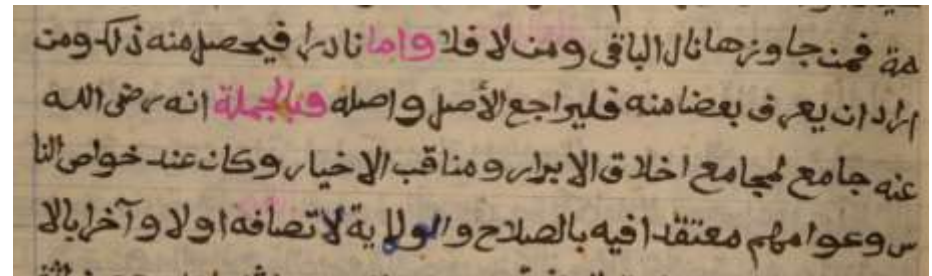 مة فمن جاوزها نال الباقى ومن لا فلا واما نادرا فيحصل منه ذلك ومن
اراد ان يعرف بعضا منه فليراجع الأصل واصله وبالجملة انه رضى الله
عنه جامع لمجامع اخلاق الابرار ومناقب الاخيار وكان عند خواص النا
س وعوامهم معتقدا فيه بالصلاح والولاية لاتصافه اولا وآخرا بالا